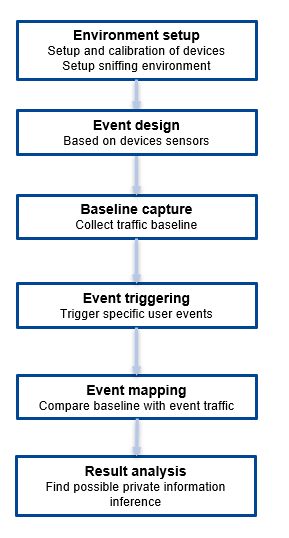 Environment setup
Setup and calibration of devices
Setup sniffing environment
Event design
Based on devices sensors
Baseline capture
Collect traffic baseline
Event triggering
Trigger specific user events
Event mapping
Compare baseline with event traffic
Result analysis
Find possible private information
inference